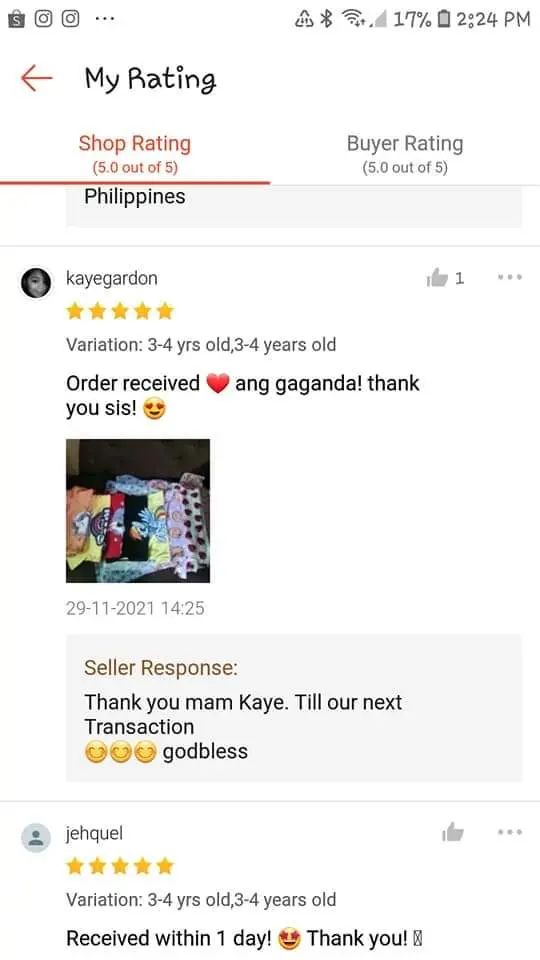 17% 2:24 PM
My Rating
Shop Rating
Buyer Rating
(5.0 out of 5)
(5.0 out of 5)
Philippines
kayegardon
1
Variation: 3-4 yrs old,3-4 years old
Order received ❤️ ang gaganda! thank
you sis! 😍
29-11-2021 14:25
Seller Response:
Thank you mam Kaye. Till our next
Transaction
😊😊😊 godbless
jehquel
Variation: 3-4 yrs old,3-4 years old
Received within 1 day! 🤩 Thank you!